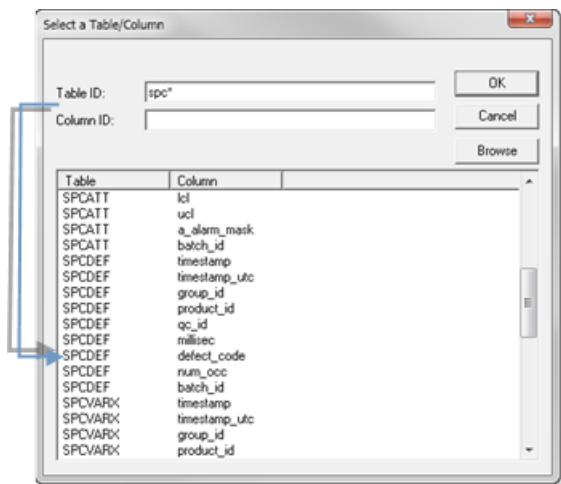 Select a Table/Column
Table ID: spc*
OK
Column ID:
Cancel
Browse
Table Column
SPCATT lcl
SPCATT ucl
SPCATT a_alarm_mask
SPCATT batch_id
SPCDEF timestamp
SPCDEF timestamp_utc
SPCDEF group_id
SPCDEF product_id
SPCDEF qc_id
SPCDEF millisec
SPCDEF defect_code
SPCDEF num_occ
SPCDEF batch_id
SPCVARX timestamp
SPCVARX timestamp_utc
SPCVARX group_id
SPCVARX product_id